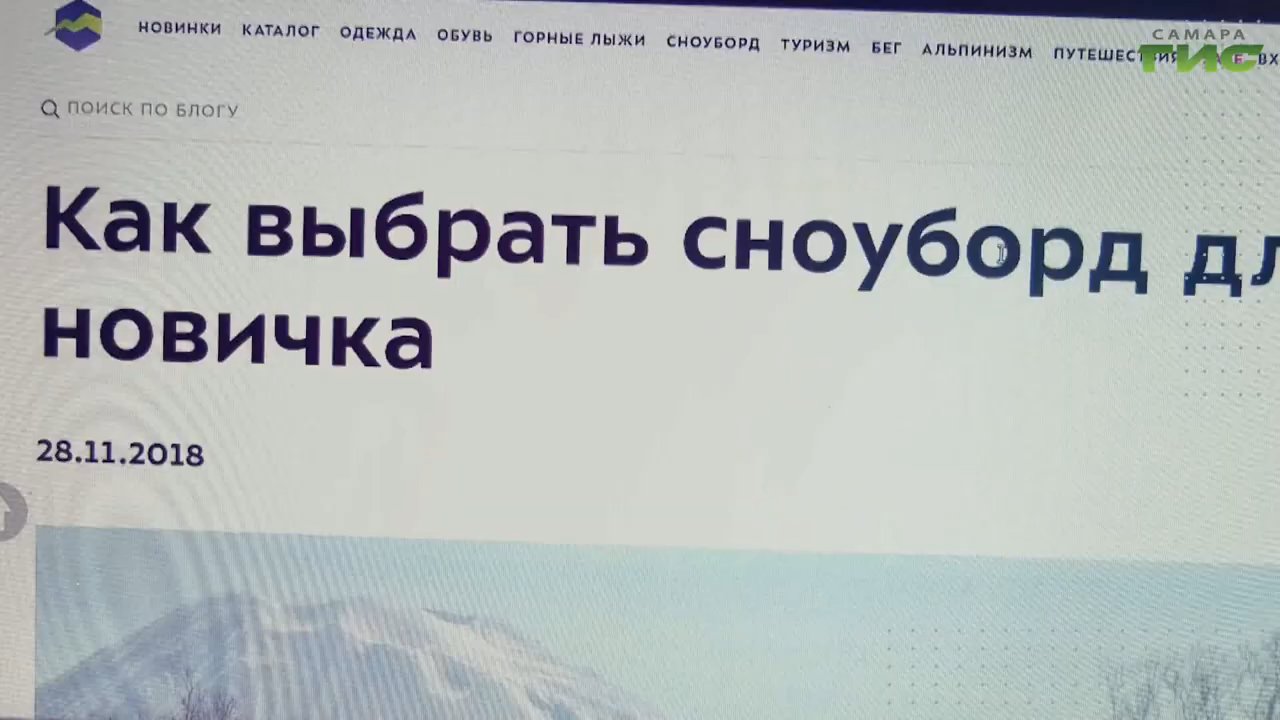 НОВИНКИ КАТАЛОГ ОДЕЖДА ОБУВЬ ГОРНЫЕ ЛЫЖИ СНОУБОРД ТУРИЗМ БЕГ АЛЬПИНИЗМ
САМАРА
ТИС
ПОИСК ПО БЛОГУ
Как выбрать сноуборд
новичка
28.11.2018